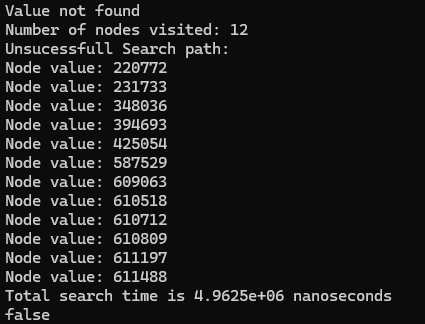 Value not found
Number of nodes visited: 12
Unsucessfull Search path:
Node value: 220772
Node value: 231733
Node value: 348036
Node value: 394693
Node value: 425054
Node value: 587529
Node value: 609063
Node value: 610518
Node value: 610712
Node value: 610809
Node value: 611197
Node value: 611488
Total search time is 4.9625e+06 nanoseconds
false